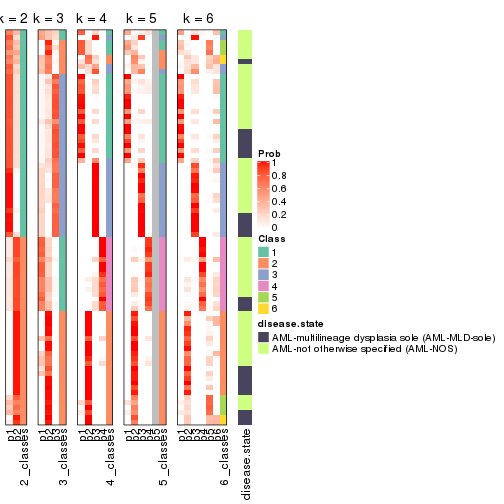 k = 2 k = 3 k = 4 k = 5 k = 6
Prob
1
0.8
0.6
0.4
0.2
0
Class
1
2
3
4
5
6
disease.state
AML-multilineage dysplasia sole (AML-MLD-sole)
AML-not otherwise specified (AML-NOS)
p1 p2 2_classes p1 p2 p3 3_classes p1 p2 p3 p4 4_classes p1 p2 p3 p4 p5 5_classes p1 p2 p3 p4 p5 p6 6_classes disease.state